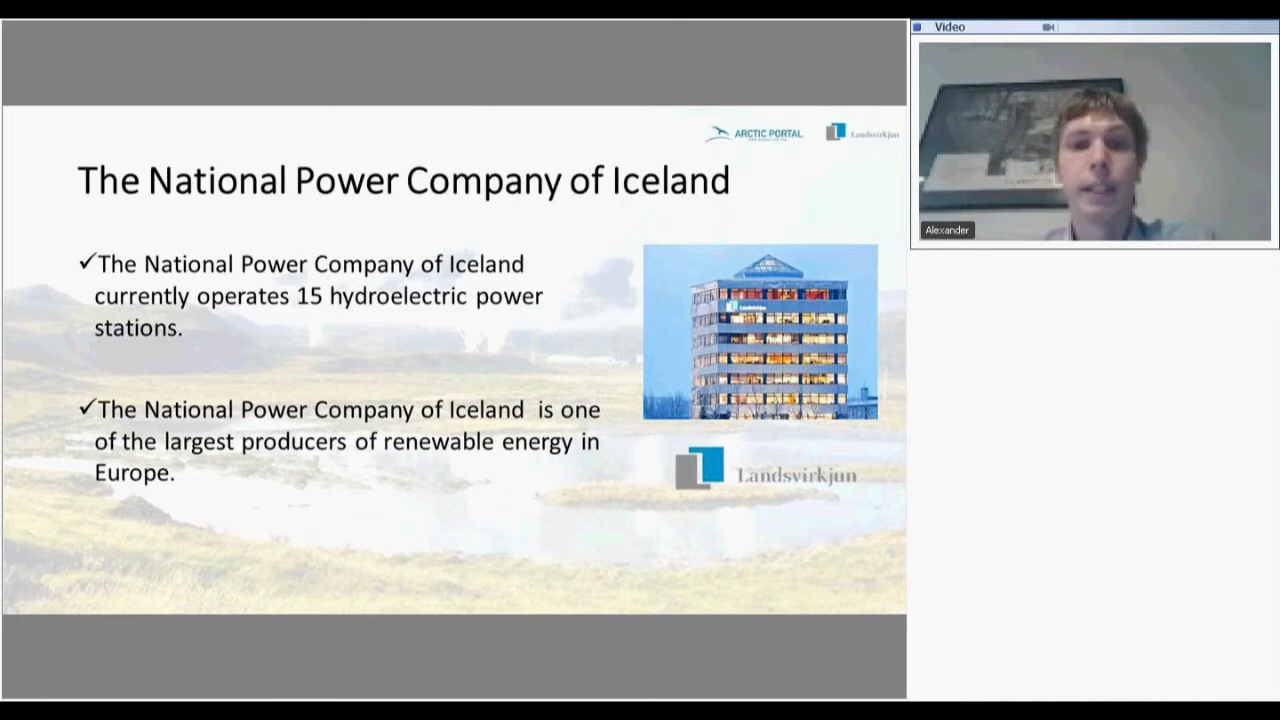 Video
ARCTIC PORTAL
Landsvirkjun
The National Power Company of Iceland
✓The National Power Company of Iceland
currently operates 15 hydroelectric power
stations.
✓The National Power Company of Iceland is one
of the largest producers of renewable energy in
Europe.
Landsvirkjun
Landsvirkjun
Alexander